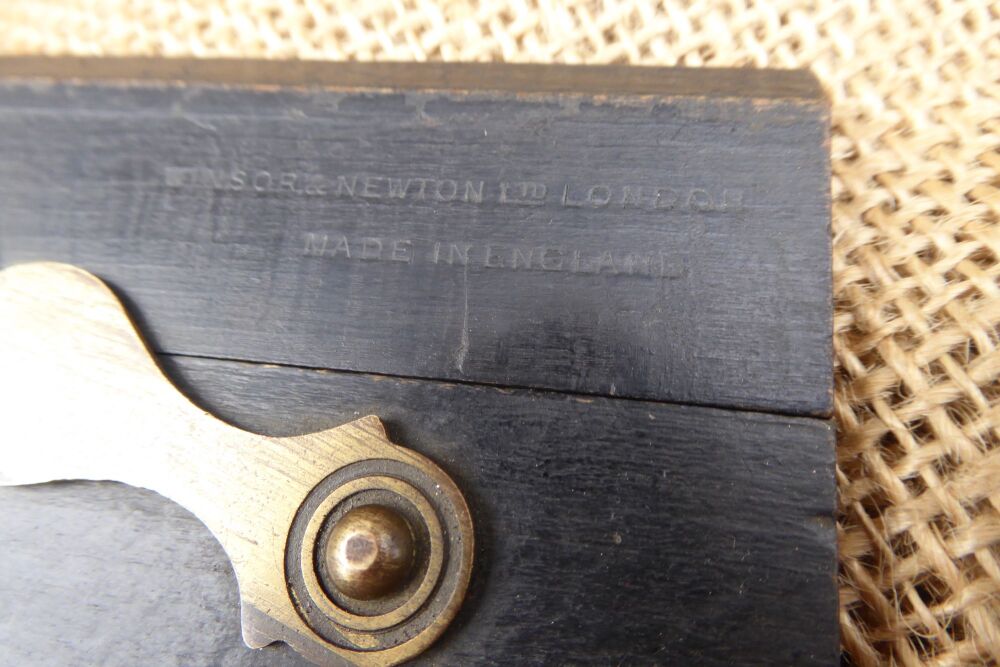 WINSOR & NEWTON LTD LONDON
MADE IN ENGLAND